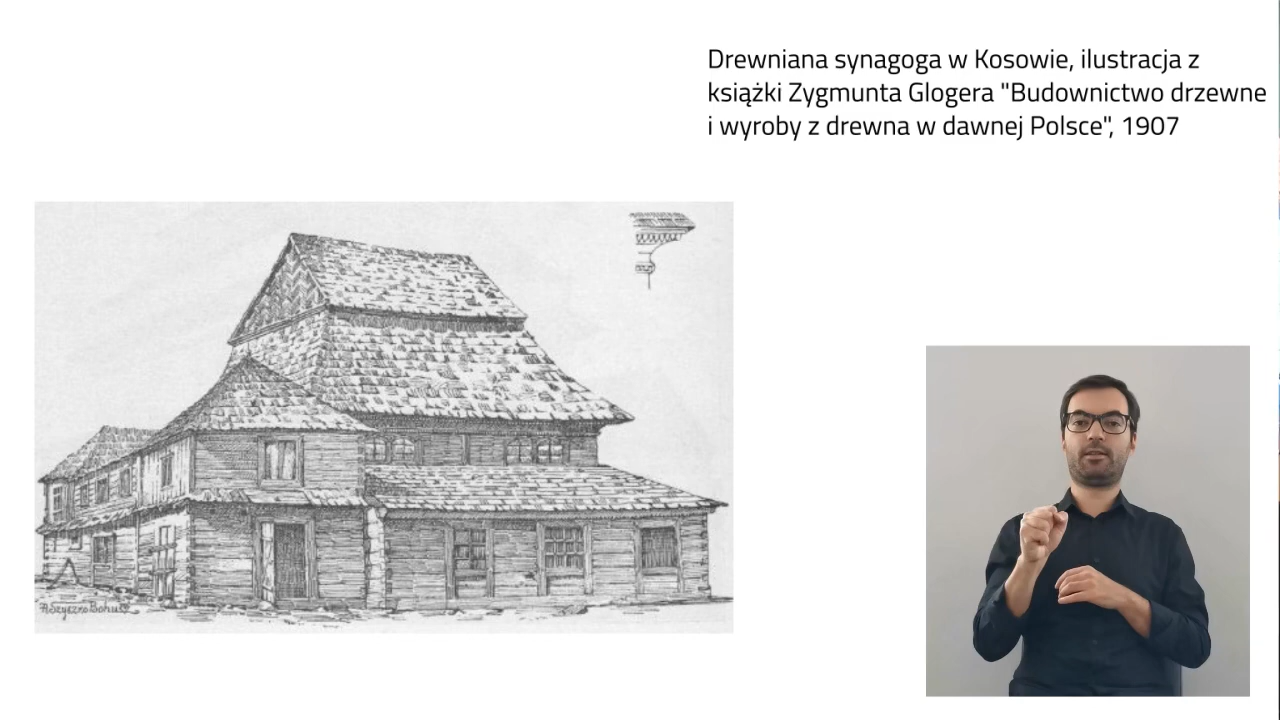 Drewniana synagoga w Kosowie, ilustracja z
książki Zygmunta Glogera "Budownictwo drzewne
i wyroby z drewna w dawnej Polsce", 1907